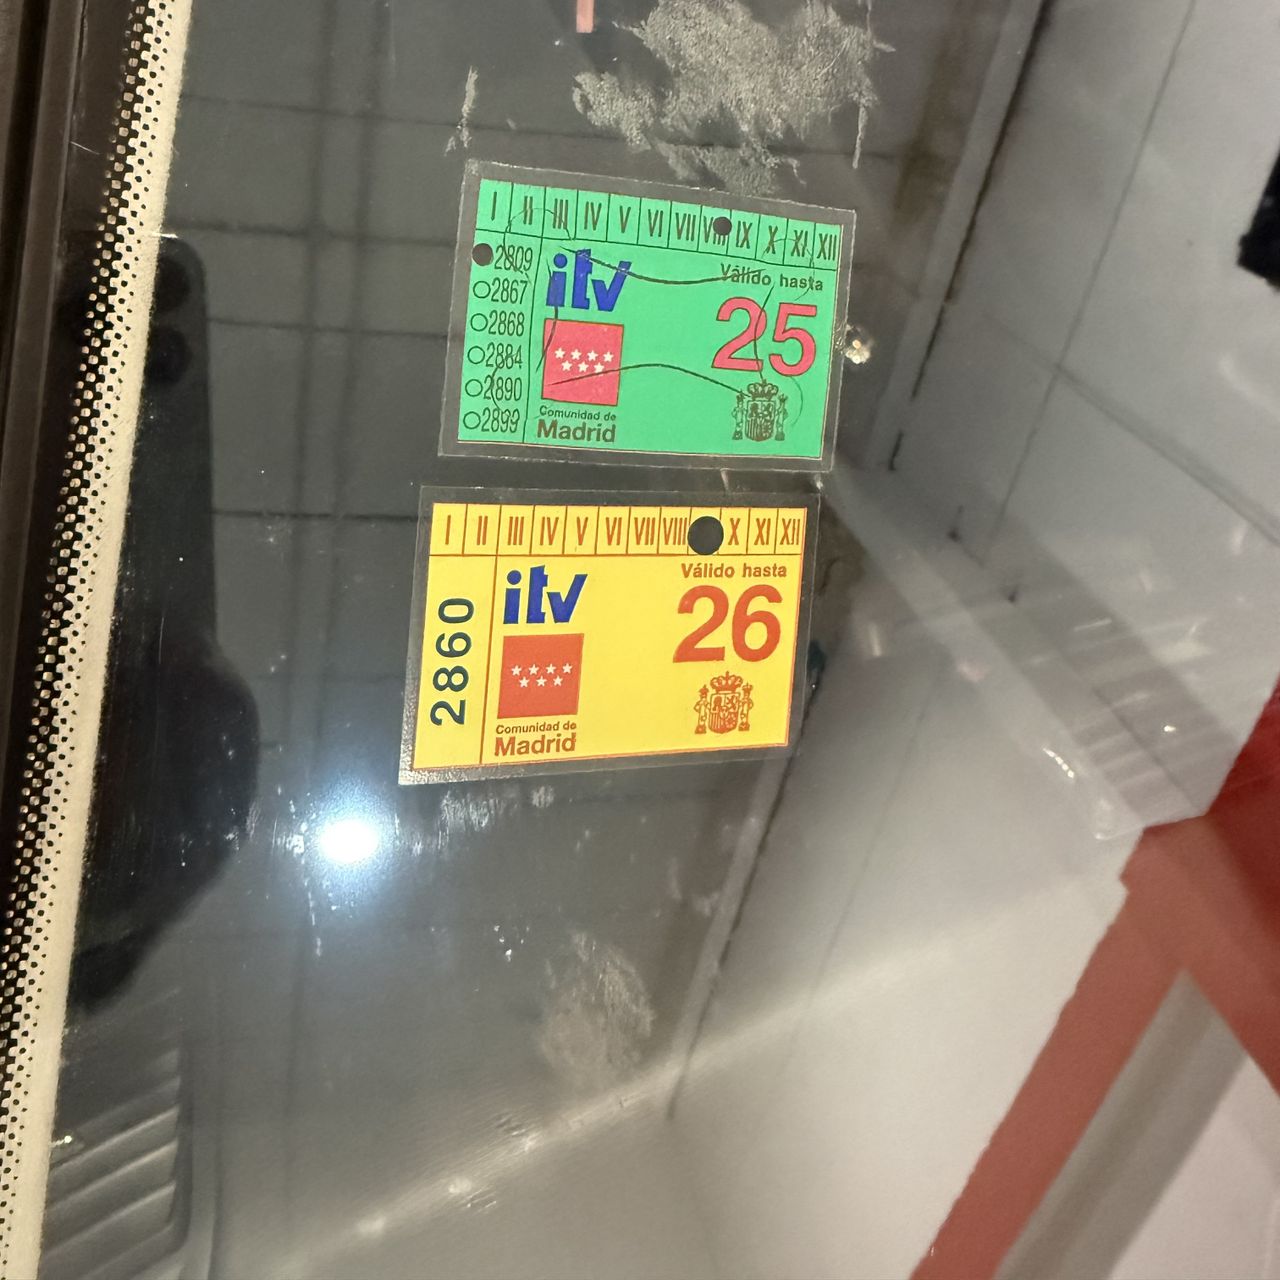 I II III IV V VI VII VIII IX X XI XII
2809
2867
2868
2884
2890
2899
itv
Válido hasta
25
Comunidad de
Madrid
I II III IV V VI VII VIII X XI XII
2860
itv
Válido hasta
26
Comunidad de
Madrid